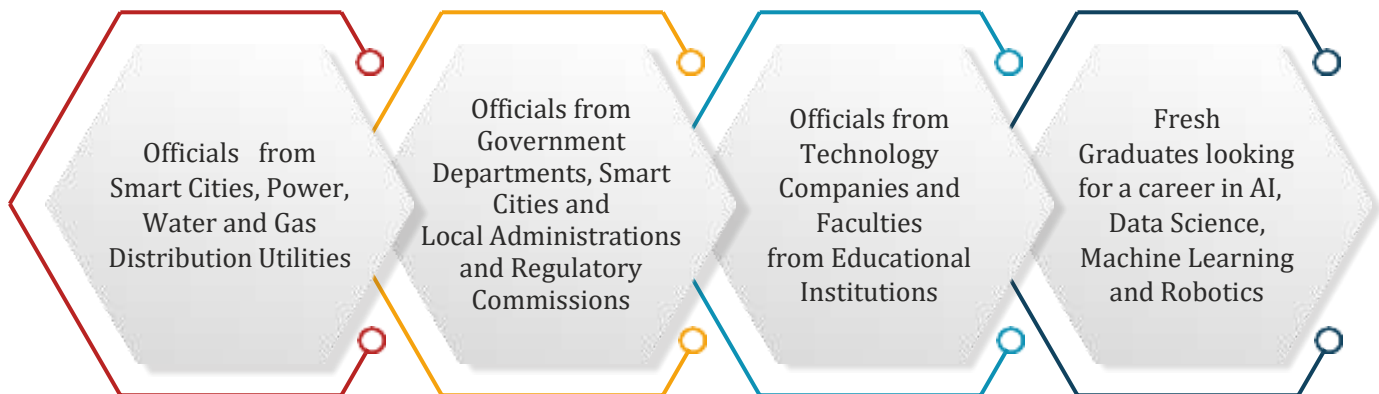 Officials from
Smart Cities, Power,
Water and Gas
Distribution Utilities
Officials from
Government
Departments, Smart
Cities and
Local Administrations
and Regulatory
Commissions
Officials from
Technology
Companies and
Faculties
from Educational
Institutions
Fresh
Graduates looking
for a career in AI,
Data Science,
Machine Learning
and Robotics